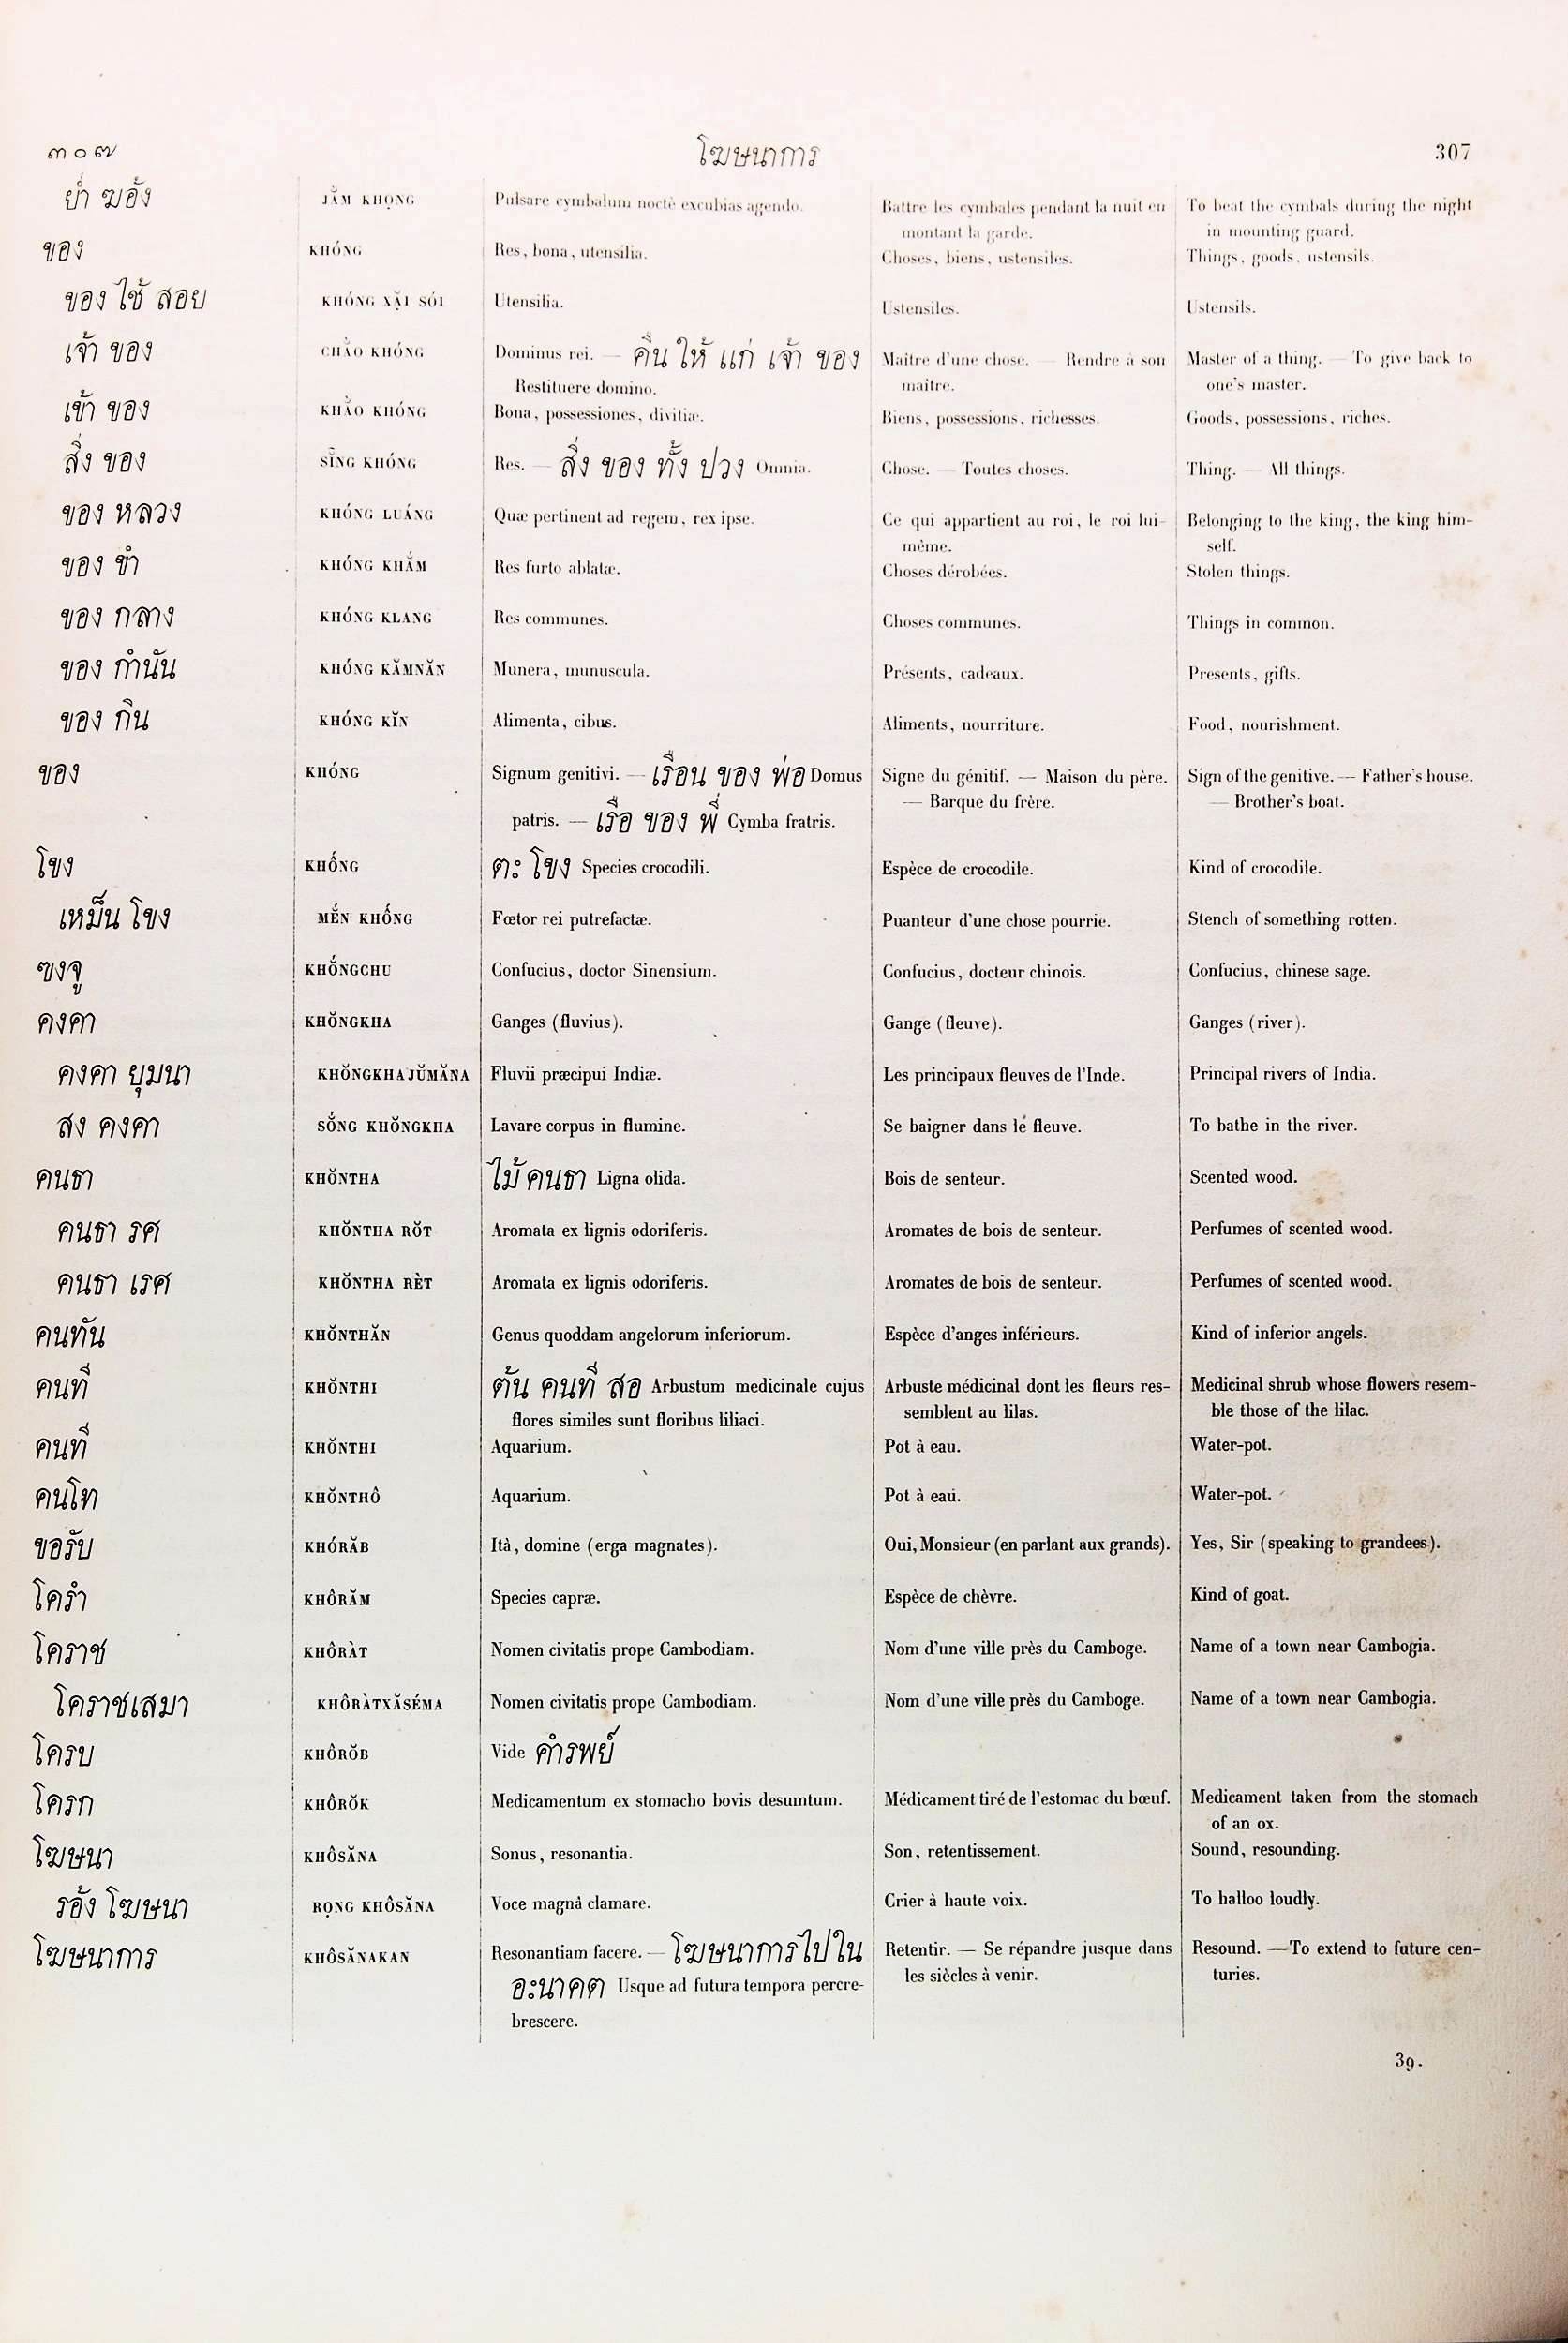 ๓๐๗ โฆษนาการ 307
ย่ำ ฆอ้ง JẲM KHỌNG Pulsare cymbalum noctè excubias agendo. Battre les cymbales pendant la nuit en To beat the cymbals during the night
montant la garde. in mounting guard.
ของ KHÓNG Res, bona, utensilia. Choses, biens, ustensiles. Things, goods, ustensils.
ของ ใช้ สอย KHÓNG XẶI SÓI Utensilia. Ustensiles. Ustensils.
เจ้า ของ CHẲO KHÓNG Dominus rei. — คืน ให้ แก่ เจ้า ของ Maître d'une chose. — Rendre à son Master of a thing. — To give back to
Restituere domino. maître. one's master.
เข้า ของ KHẲO KHÓNG Bona, possessiones, divitiæ. Biens, possessions, richesses. Goods, possessions, riches.
สิ่ง ของ SĬNG KHÓNG Res. — สิ่ง ของ ทั้ง ปวง Omnia. Chose. — Toutes choses. Thing. — All things.
ของ หลวง KHÓNG LUÁNG Quæ pertinent ad regem, rex ipse. Ce qui appartient au roi, le roi lui- Belonging to the king, the king him-
même. self.
ของ ขำ KHÓNG KHẮM Res furto ablatæ. Choses dérobées. Stolen things.
ของ กลาง KHÓNG KLANG Res communes. Choses communes. Things in common.
ของ กำนัน KHÓNG KĂMNĂN Munera, munuscula. Présents, cadeaux. Presents, gifts.
ของ กิน KHÓNG KĬN Alimenta, cibus. Aliments, nourriture. Food, nourishment.
ของ KHÓNG Signum genitivi. — เรือน ของ พ่อ Domus Signe du génitif. — Maison du père. Sign of the genitive. — Father's house.
patris. — เรือ ของ พี่ Cymba fratris. — Barque du frère. — Brother's boat.
โขง KHỐNG ตะ โขง Species crocodili. Espèce de crocodile. Kind of crocodile.
เหม็น โขง MẾN KHỐNG Fœtor rei putrefactæ. Puanteur d'une chose pourrie. Stench of something rotten.
ฃงจู KHŎNGCHU Confucius, doctor Sinensium. Confucius, docteur chinois. Confucius, chinese sage.
คงคา KHŎNGKHA Ganges (fluvius). Gange (fleuve). Ganges (river).
คงคา ยุมนา KHŎNGKHA JŬMĂNA Fluvii præcipui Indiæ. Les principaux fleuves de l'Inde. Principal rivers of India.
สง คงคา SŎ́NG KHŎNGKHA Lavare corpus in flumine. Se baigner dans le fleuve. To bathe in the river.
คนธา KHŎNTHA ไม้ คนธา Ligna olida. Bois de senteur. Scented wood.
คนธา รศ KHŎNTHA RŎT Aromata ex lignis odoriferis. Aromates de bois de senteur. Perfumes of scented wood.
คนธา เรศ KHŎNTHA RÈT Aromata ex lignis odoriferis. Aromates de bois de senteur. Perfumes of scented wood.
คนทัน KHŎNTHĂN Genus quoddam angelorum inferiorum. Espèce d'anges inférieurs. Kind of inferior angels.
คนที KHŎNTHI ต้น คนที สอ Arbustum medicinale cujus Arbuste médicinal dont les fleurs res- Medicinal shrub whose flowers resem-
flores similes sunt floribus liliaci. semblent au lilas. ble those of the lilac.
คนที KHŎNTHI Aquarium. Pot à eau. Water-pot.
คนโท KHŎNTHÔ Aquarium. Pot à eau. Water-pot.
ขอรับ KHÓRĂB Ità, domine (erga magnates). Oui, Monsieur (en parlant aux grands). Yes, Sir (speaking to grandees).
โครำ KHÔRĂM Species capræ. Espèce de chèvre. Kind of goat.
โคราช KHÔRÀT Nomen civitatis prope Cambodiam. Nom d'une ville près du Camboge. Name of a town near Cambogia.
โคราชเสมา KHÔRÀTXĂSÉMA Nomen civitatis prope Cambodiam. Nom d'une ville près du Camboge. Name of a town near Cambogia.
โครบ KHÔRŎB Vide คำรพย์
โครก KHÔRŎK Medicamentum ex stomacho bovis desumtum. Médicament tiré de l'estomac du bœuf. Medicament taken from the stomach
of an ox.
โฆษนา KHÔSĂNA Sonus, resonantia. Son, retentissement. Sound, resounding.
รอ้ง โฆษนา RỌNG KHÔSĂNA Voce magnâ clamare. Crier à haute voix. To halloo loudly.
โฆษนาการ KHÔSĂNAKAN Resonantiam facere. — โฆษนาการไปใน Retentir. — Se répandre jusque dans Resound. — To extend to future cen-
อะนาคต Usque ad futura tempora percre- les siècles à venir. turies.
brescere.
39.